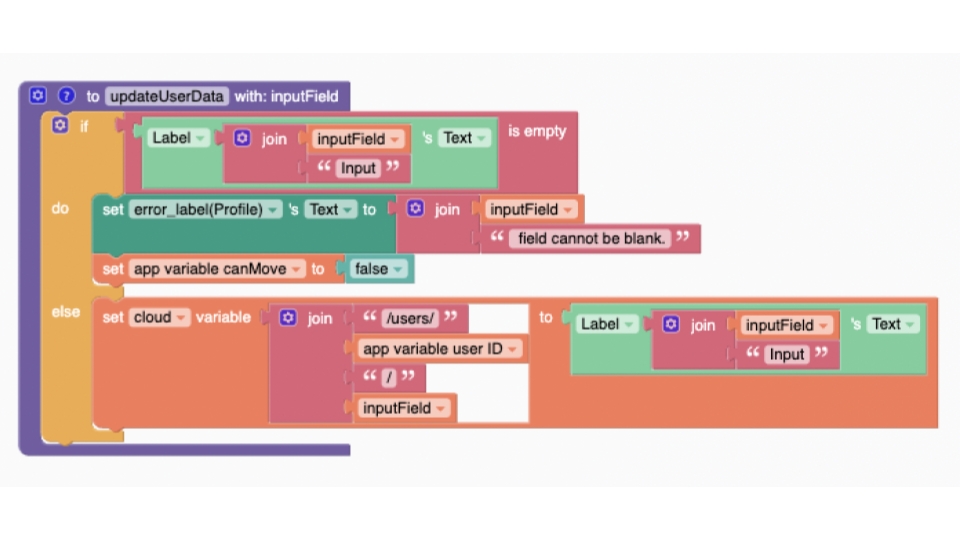 to updateUserData with: inputField
if Label join inputField 's Text is empty
“ Input ”
do set error_label(Profile) 's Text to join inputField
“ field cannot be blank. ”
set app variable canMove to false
else set cloud variable join “ /users/ ” to Label join inputField 's Text
app variable user ID “ Input ”
“ / ”
inputField